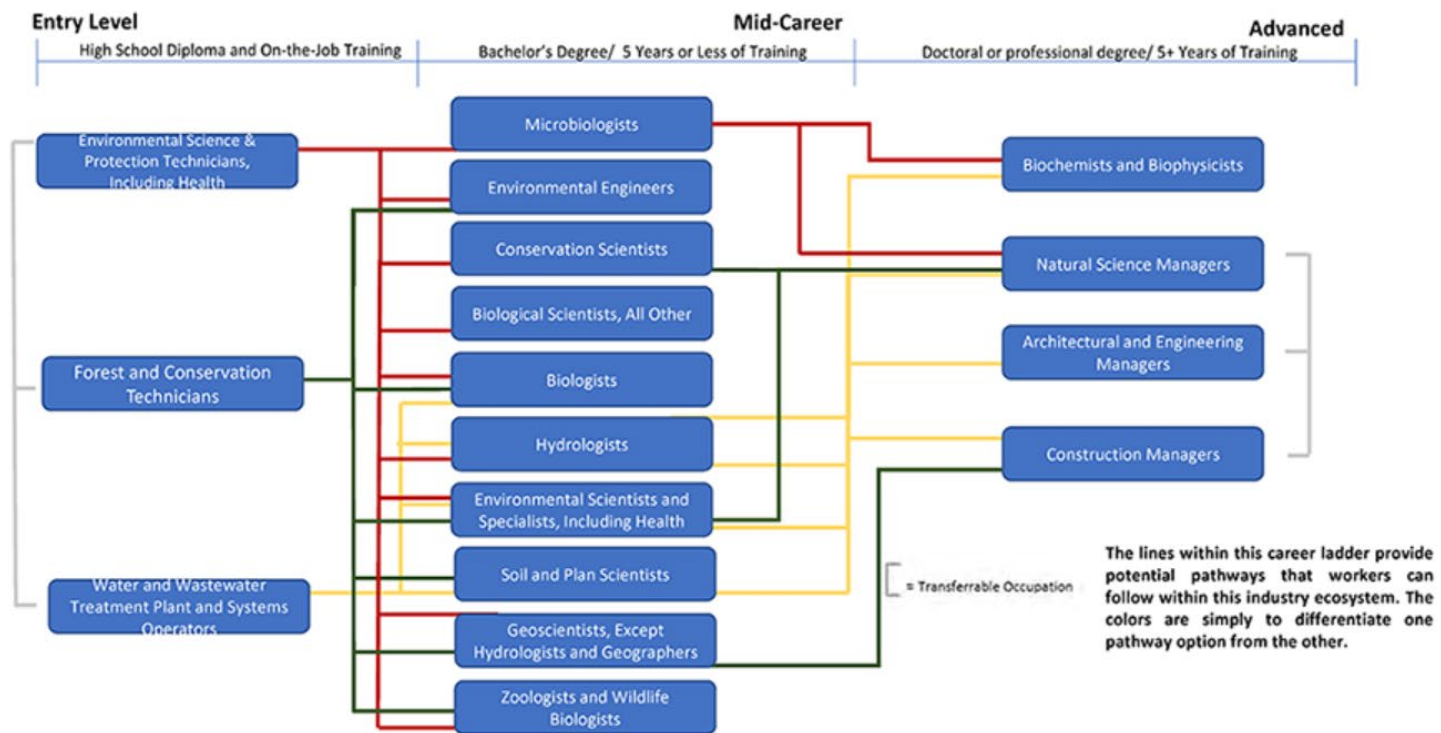 Entry Level
Mid-Career
Advanced
High School Diploma and On-the-Job Training
Bachelor's Degree/ 5 Years or Less of Training
Doctoral or professional degree/ 5+ Years of Training
Environmental Science &
Protection Technicians,
Including Health
Forest and Conservation
Technicians
Water and Wastewater
Treatment Plant and Systems
Operators
Microbiologists
Environmental Engineers
Conservation Scientists
Biological Scientists, All Other
Biologists
Hydrologists
Environmental Scientists and
Specialists, Including Health
Soil and Plan Scientists
Geoscientists, Except
Hydrologists and Geographers
Zoologists and Wildlife
Biologists
Biochemists and Biophysicists
Natural Science Managers
Architectural and Engineering
Managers
Construction Managers
= Transferrable Occupation
The lines within this career ladder provide
potential pathways that workers can
follow within this industry ecosystem. The
colors are simply to differentiate one
pathway option from the other.